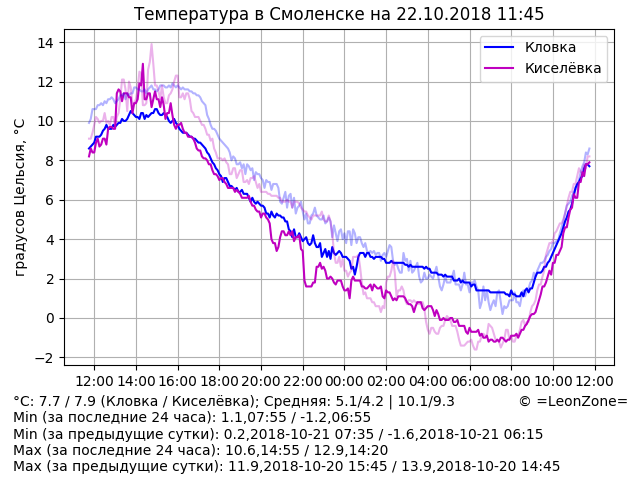 Температура в Смоленске на 22.10.2018 11:45
Кловка
Киселёвка
градусов Цельсия, °C
14
12
10
8
6
4
2
0
−2
12:00 14:00 16:00 18:00 20:00 22:00 00:00 02:00 04:00 06:00 08:00 10:00 12:00
°C: 7.7 / 7.9 (Кловка / Киселёвка); Средняя: 5.1/4.2 | 10.1/9.3 © =LeonZone=
Min (за последние 24 часа): 1.1,07:55 / -1.2,06:55
Min (за предыдущие сутки): 0.2,2018-10-21 07:35 / -1.6,2018-10-21 06:15
Max (за последние 24 часа): 10.6,14:55 / 12.9,14:20
Max (за предыдущие сутки): 11.9,2018-10-20 15:45 / 13.9,2018-10-20 14:45